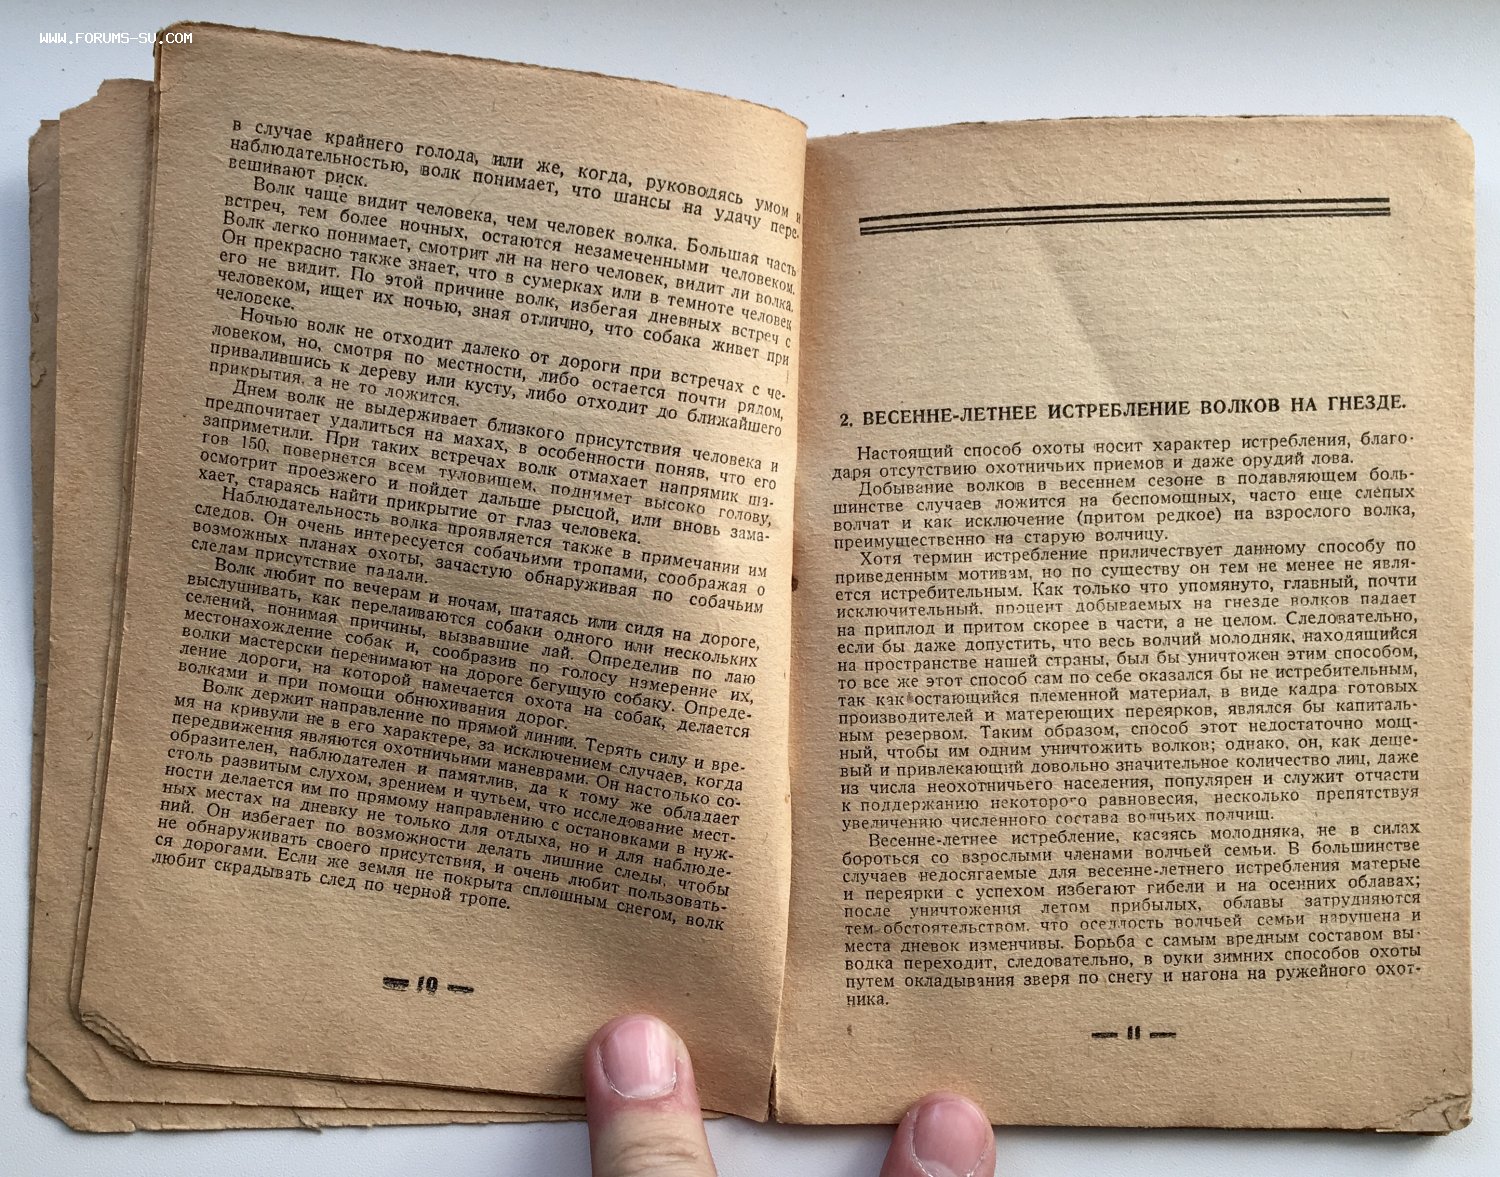 WWW.FORUMS-SU.COM
в случае крайнего голода, или же, когда, руководясь умом и
наблюдательностью, волк понимает, что шансы на удачу пере-
вешивают риск.
Волк чаще видит человека, чем человек волка. Большая часть
встреч, тем более ночных, остаются незамеченными человеком.
Волк легко понимает, смотрит ли на него человек, видит ли волка.
Он прекрасно также знает, что в сумерках или в темноте человек
его не видит. По этой причине волк, избегая дневных встреч с
человеком, ищет их ночью, зная отлично, что собака живет при
человеке.
Ночью волк не отходит далеко от дороги при встречах с че-
ловеком, но, смотря по местности, либо остается почти рядом,
привалившись к дереву или кусту, либо отходит до ближайшего
прикрытия, а не то ложится.
Днем волк не выдерживает близкого присутствия человека и
предпочитает удалиться на махах, в особенности поняв, что его
заприметили. При таких встречах волк отмахает напрямик ша-
гов 150, повернется всем туловищем, поднимет высоко голову,
осмотрит проезжего и пойдет дальше рысцой, или вновь зама-
хает, стараясь найти прикрытие от глаз человека.
Наблюдательность волка проявляется также в примечании им
следов. Он очень интересуется собачьими тропами, соображая о
возможных планах охоты, зачастую обнаруживая по собачьим
следам присутствие падали.
Волк любит по вечерам и ночам, шатаясь или сидя на дороге,
выслушивать, как перелаиваются собаки одного или нескольких
селений, понимая причины, вызвавшие лай. Определив по лаю
местонахождение собак и, сообразив по голосу намерение их,
волки мастерски перенимают на дороге бегущую собаку. Опреде-
ление дороги, на которой намечается охота на собак, делается
волками и при помощи обнюхивания дорог.
Волк держит направление по прямой линии. Терять силу и вре-
мя на кривули не в его характере, за исключением случаев, когда
передвижения являются охотничьими маневрами. Он настолько со-
образителен, наблюдателен и памятлив, да к тому же обладает
столь развитым слухом, зрением и чутьем, что исследование мест-
ности делается им по прямому направлению с остановками в нуж-
ных местах на дневку не только для отдыха, но и для наблюде-
ний. Он избегает по возможности делать лишние следы, чтобы
не обнаруживать своего присутствия, и очень любит пользовать-
ся дорогами. Если же земля не покрыта сплошным снегом, волк
любит скрадывать след по черной тропе.
— 10 —
2. ВЕСЕННЕ-ЛЕТНЕЕ ИСТРЕБЛЕНИЕ ВОЛКОВ НА ГНЕЗДЕ.
Настоящий способ охоты носит характер истребления, благо-
даря отсутствию охотничьих приемов и даже орудий лова.
Добывание волков в весеннем сезоне в подавляющем боль-
шинстве случаев ложится на беспомощных, часто еще слепых
волчат и как исключение (притом редкое) на взрослого волка,
преимущественно на старую волчицу.
Хотя термин истребление приличествует данному способу по
приведенным мотивам, но по существу он тем не менее не явля-
ется истребительным. Как только что упомянуто, главный, почти
исключительный, процент добываемых на гнезде волков падает
на приплод и притом скорее в части, а не целом. Следовательно,
если бы даже допустить, что весь волчий молодняк, находящийся
на пространстве нашей страны, был бы уничтожен этим способом,
то все же этот способ сам по себе оказался бы не истребительным,
так как остающийся племенной материал, в виде кадра готовых
производителей и матереющих переярков, являлся бы капиталь-
ным резервом. Таким образом, способ этот недостаточно мощ-
ный, чтобы им одним уничтожить волков; однако, он, как деше-
вый и привлекающий довольно значительное количество лиц, даже
из числа неохотничьего населения, популярен и служит отчасти
к поддержанию некоторого равновесия, несколько препятствуя
увеличению численного состава волчьих полчищ.
Весенне-летнее истребление, касаясь молодняка, не в силах
бороться со взрослыми членами волчьей семьи. В большинстве
случаев недосягаемые для весенне-летнего истребления матерые
и переярки с успехом избегают гибели и на осенних облавах;
после уничтожения летом прибылых, облавы затрудняются
тем обстоятельством, что оседлость волчьей семьи нарушена и
места дневок изменчивы. Борьба с самым вредным составом вы-
водка переходит, следовательно, в руки зимних способов охоты
путем окладывания зверя по снегу и нагона на ружейного охот-
ника.
— 11 —